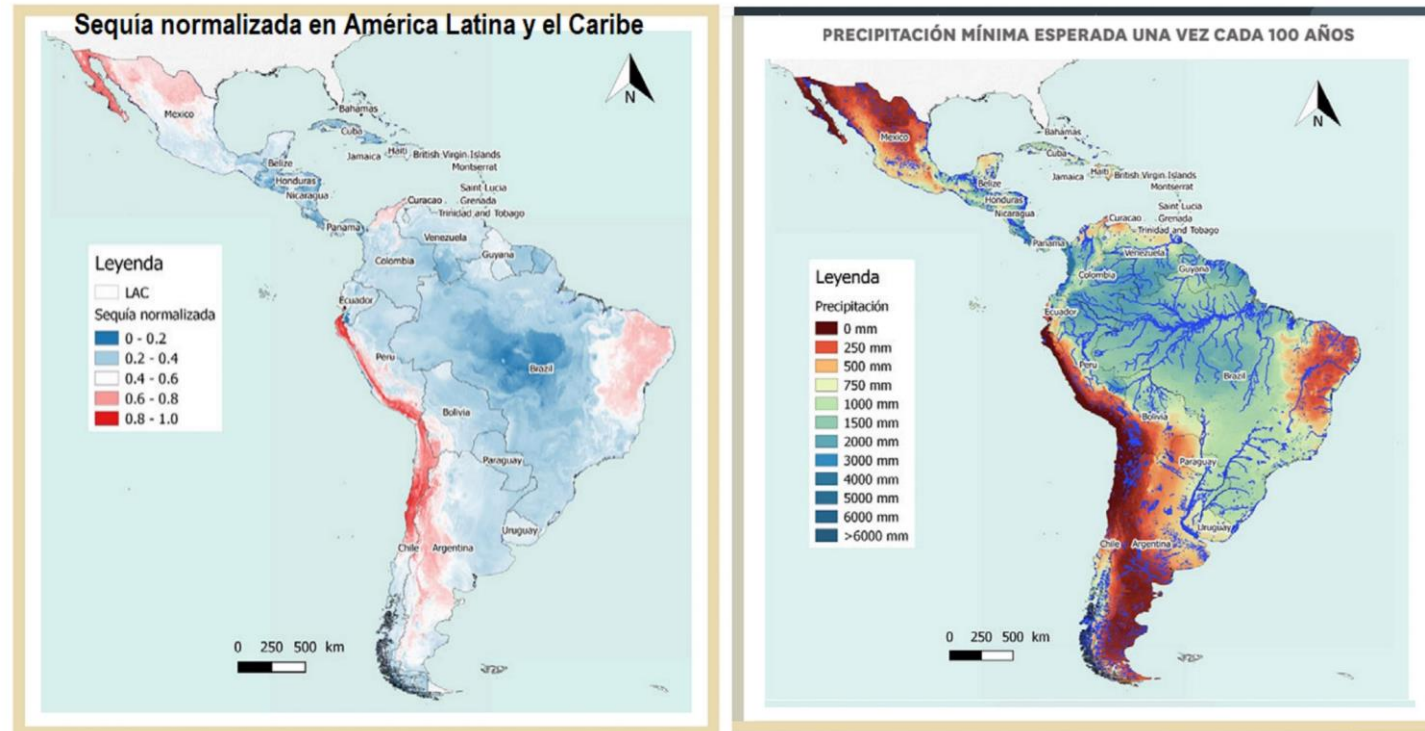 Sequía normalizada en América Latina y el Caribe
N
Bahamas
Mexico
Cuba
Jamaica
Haiti
British Virgin Islands
Belize
Montserrat
Honduras
Saint Lucia
Nicaragua
Curacao
Grenada
Trinidad and Tobago
Panama
Venezuela
Guyana
Colombia
Ecuador
Peru
Brazil
Bolivia
Paraguay
Uruguay
Chile
Argentina
Leyenda
LAC
Sequía normalizada
0 - 0.2
0.2 - 0.4
0.4 - 0.6
0.6 - 0.8
0.8 - 1.0
0 250 500 km
PRECIPITACIÓN MÍNIMA ESPERADA UNA VEZ CADA 100 AÑOS
N
Bahamas
Mexico
Cuba
Jamaica
Haiti
British Virgin Islands
Belize
Montserrat
Honduras
Saint Lucia
Nicaragua
Curacao
Grenada
Trinidad and Tobago
Panama
Venezuela
Guyana
Colombia
Ecuador
Peru
Brazil
Bolivia
Paraguay
Uruguay
Chile
Argentina
Leyenda
Precipitación
0 mm
250 mm
500 mm
750 mm
1000 mm
1500 mm
2000 mm
3000 mm
4000 mm
5000 mm
6000 mm
>6000 mm
0 250 500 km